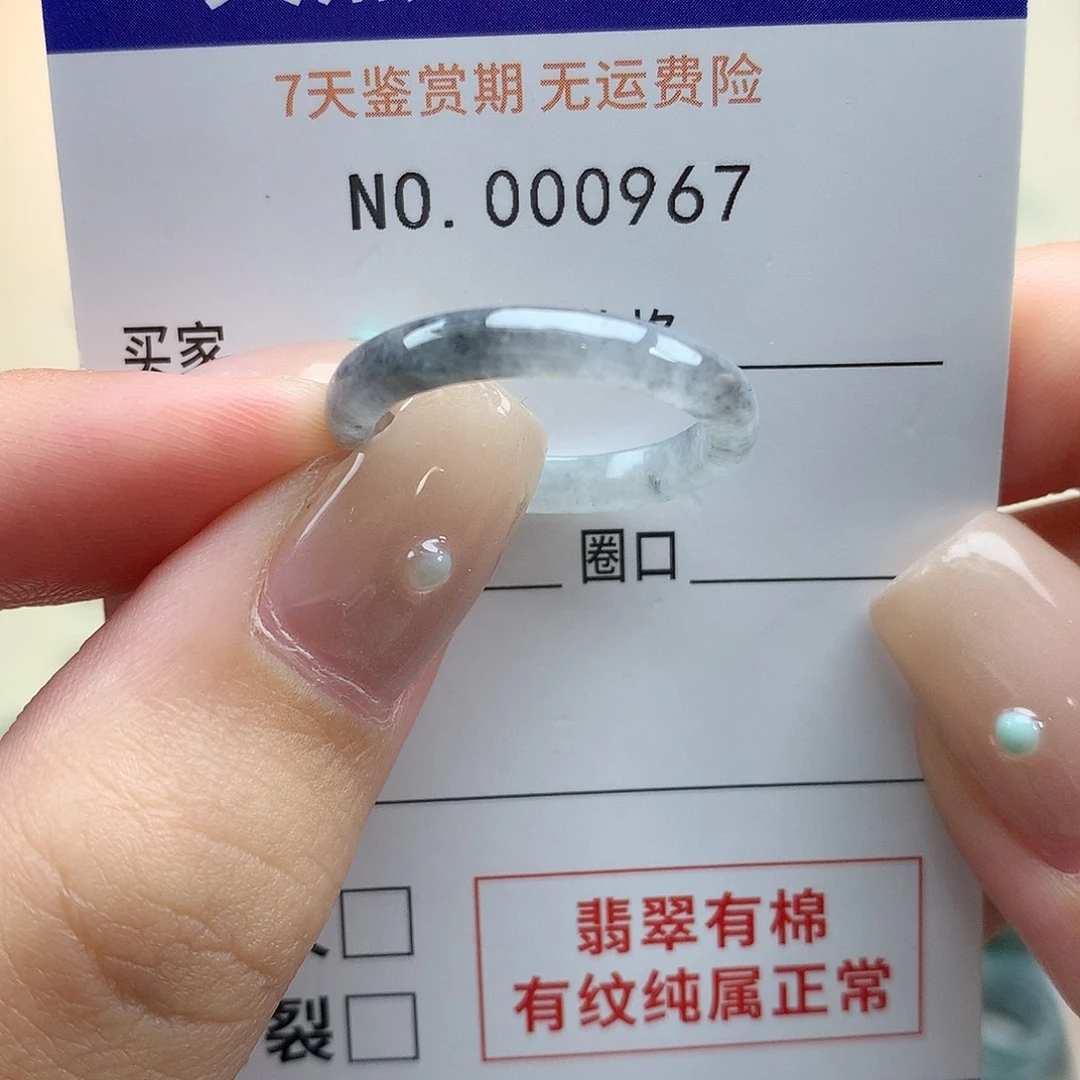 7天鉴赏期 无运费险
NO.000967
买家
圈口
裂
翡翠有棉
有纹纯属正常